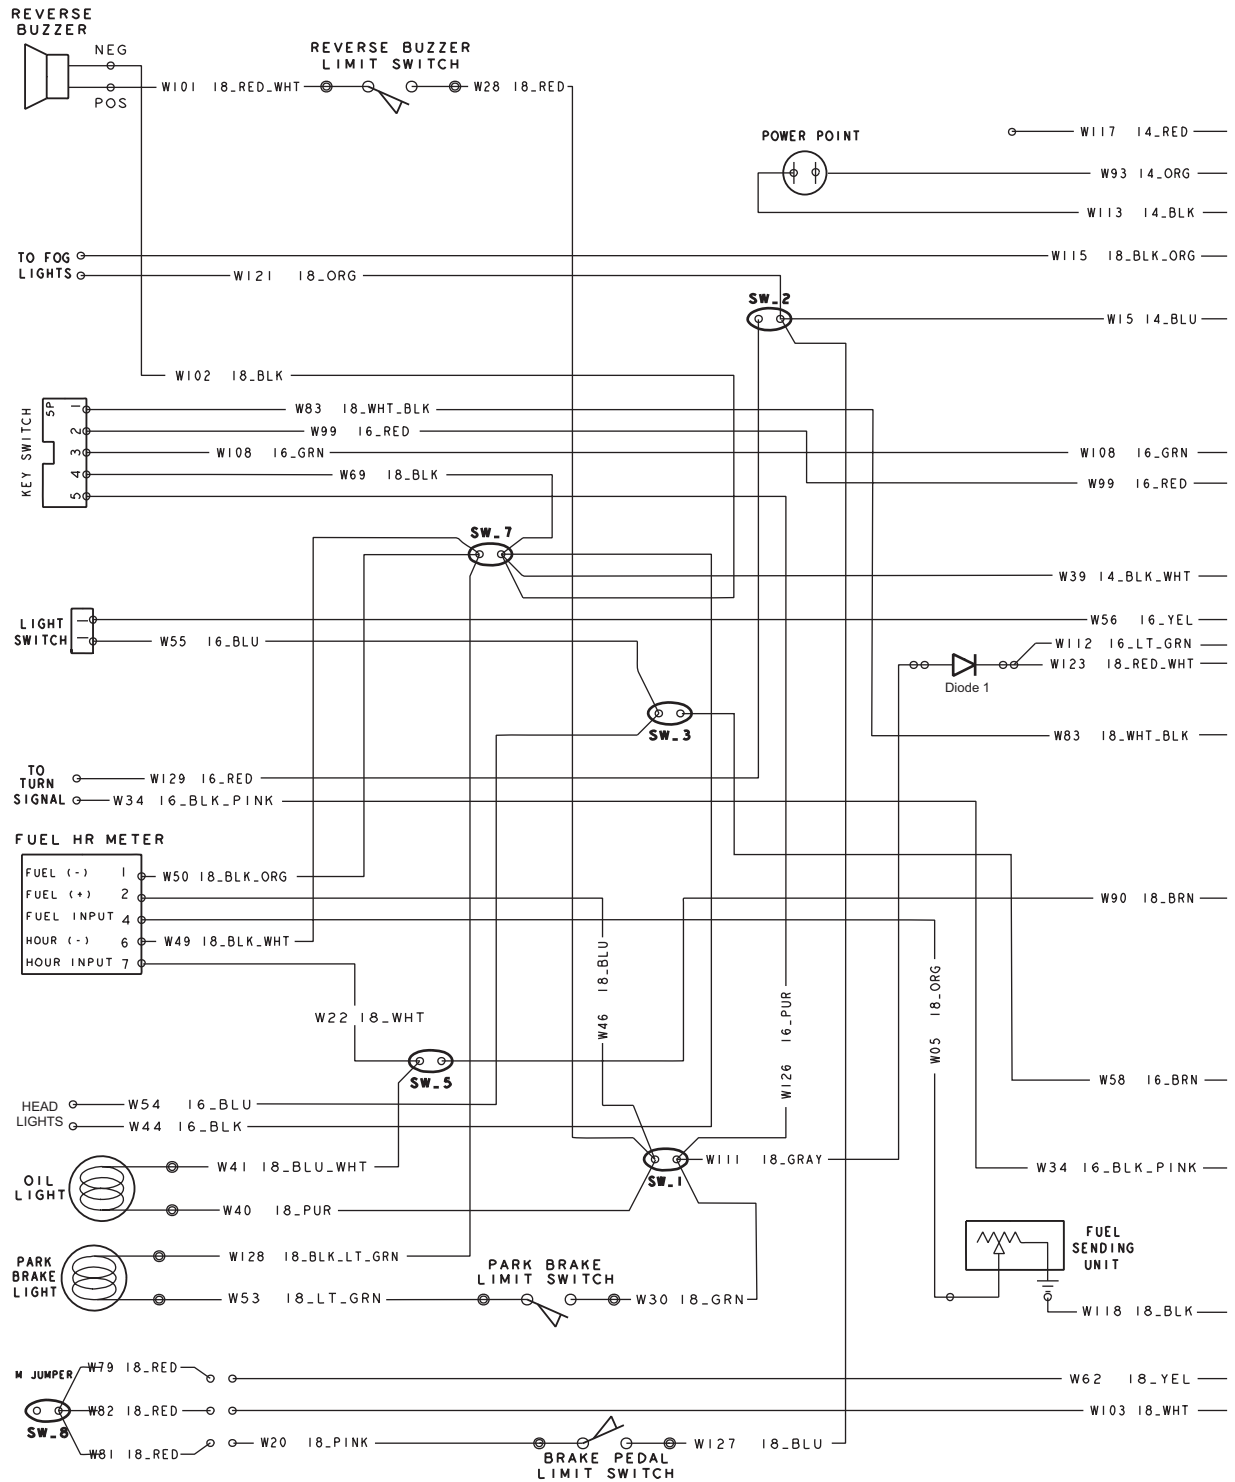 REVERSE
BUZZER
NEG
POS
REVERSE BUZZER
LIMIT SWITCH
W101 18_RED_WHT
W28 18_RED
POWER POINT
W117 14_RED
W93 14_ORG
W113 14_BLK
TO FOG
LIGHTS
W115 18_BLK_ORG
W121 18_ORG
SW_2
W15 14_BLU
W102 18_BLK
KEY SWITCH
5P
1
2
3
4
5
W83 18_WHT_BLK
W99 16_RED
W108 16_GRN
W108 16_GRN
W69 18_BLK
W99 16_RED
SW_7
W39 14_BLK_WHT
LIGHT
SWITCH
W56 16_YEL
W55 16_BLU
W112 16_LT_GRN
W123 18_RED_WHT
Diode 1
SW_3
W83 18_WHT_BLK
TO
TURN
SIGNAL
W129 16_RED
W34 16_BLK_PINK
FUEL HR METER
FUEL (-) 1
FUEL (+) 2
FUEL INPUT 4
HOUR (-) 6
HOUR INPUT 7
W50 18_BLK_ORG
W90 18_BRN
W49 18_BLK_WHT
W46 18_BLU
W126 16_PUR
W05 18_ORG
W22 18_WHT
SW_5
W58 16_BRN
HEAD
LIGHTS
W54 16_BLU
W44 16_BLK
W41 18_BLU_WHT
W111 18_GRAY
SW_1
W34 16_BLK_PINK
OIL
LIGHT
W40 18_PUR
PARK
BRAKE
LIGHT
W128 18_BLK_LT_GRN
PARK BRAKE
LIMIT SWITCH
W53 18_LT_GRN
W30 18_GRN
FUEL
SENDING
UNIT
W118 18_BLK
M JUMPER
SW_8
W79 18_RED
W82 18_RED
W81 18_RED
W62 18_YEL
W103 18_WHT
W20 18_PINK
W127 18_BLU
BRAKE PEDAL
LIMIT SWITCH